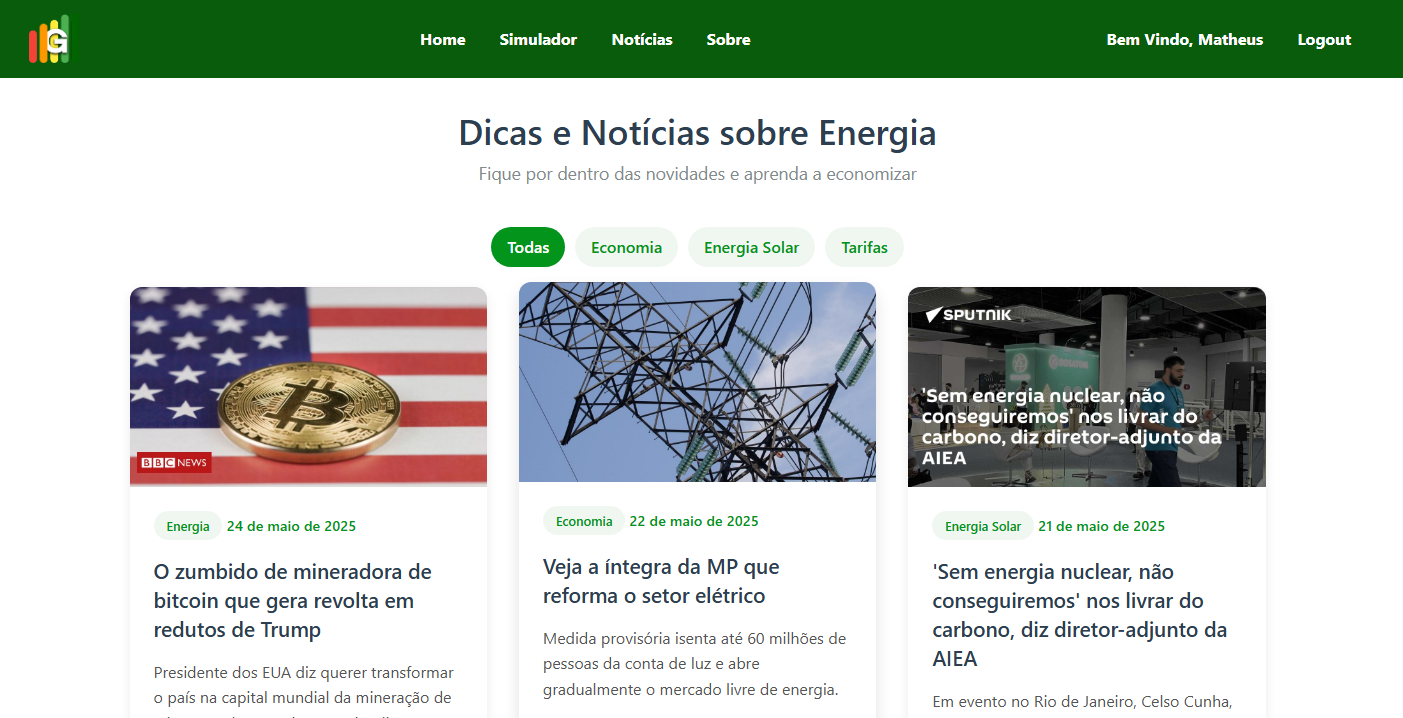 G
Home
Simulador
Notícias
Sobre
Bem Vindo, Matheus
Logout
Dicas e Notícias sobre Energia
Fique por dentro das novidades e aprenda a economizar
Todas
Economia
Energia Solar
Tarifas
BBC NEWS
Energia
24 de maio de 2025
O zumbido de mineradora de
bitcoin que gera revolta em
redutos de Trump
Presidente dos EUA diz querer transformar
o país na capital mundial da mineração de
Economia
22 de maio de 2025
Veja a íntegra da MP que
reforma o setor elétrico
Medida provisória isenta até 60 milhões de
pessoas da conta de luz e abre
gradualmente o mercado livre de energia.
SPUTNIK
'Sem energia nuclear, não
conseguiremos' nos livrar do
carbono, diz diretor-adjunto da
AIEA
Energia Solar
21 de maio de 2025
'Sem energia nuclear, não
conseguiremos' nos livrar do
carbono, diz diretor-adjunto da
AIEA
Em evento no Rio de Janeiro, Celso Cunha,